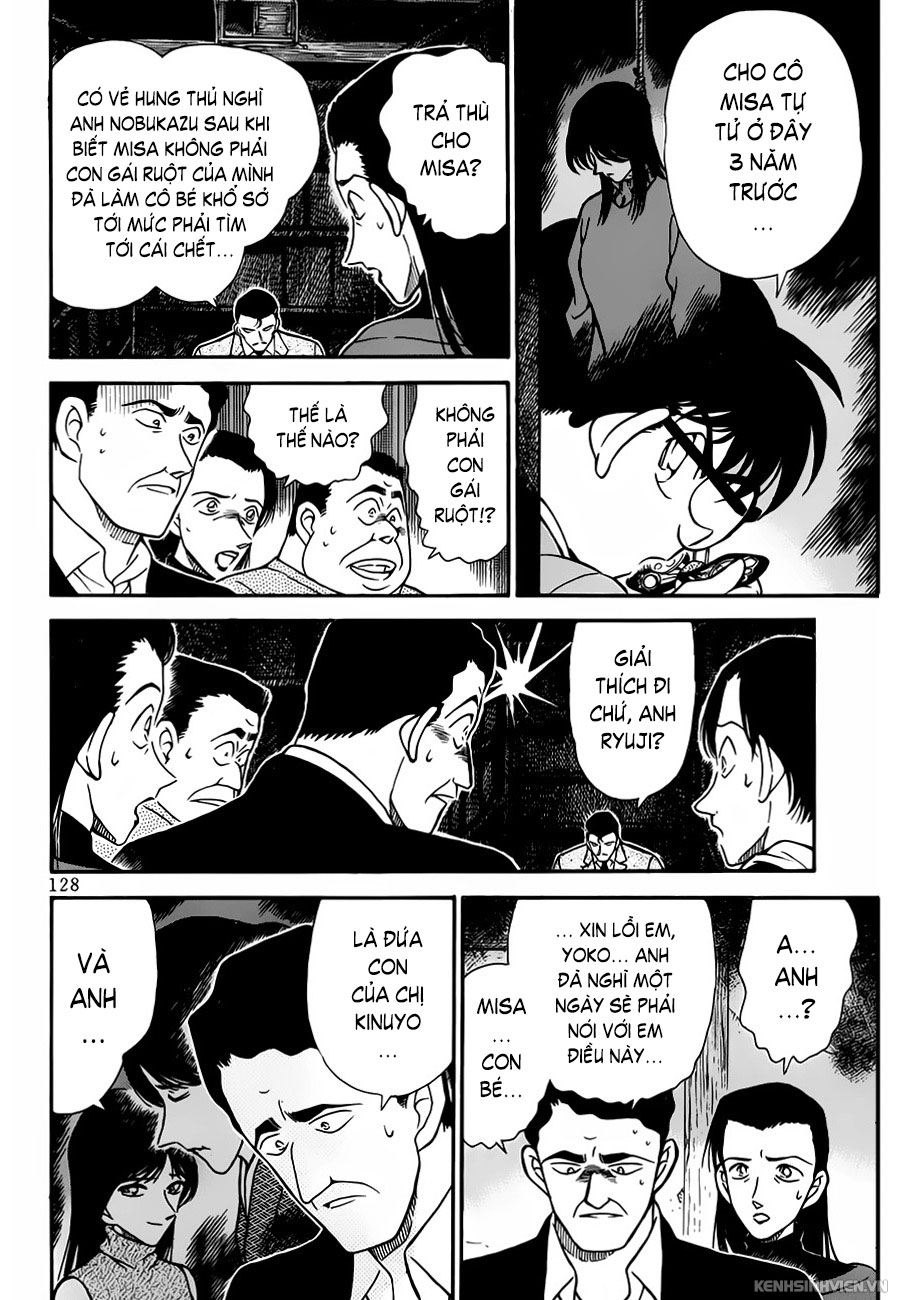 CHO CÔ
MISA TỰ
TỬ Ở ĐÂY
3 NĂM
TRƯỚC
...
TRẢ THÙ
CHO
MISA?
CÓ VẺ HUNG THỦ NGHĨ
ANH NOBUKAZU SAU KHI
BIẾT MISA KHÔNG PHẢI
CON GÁI RUỘT CỦA MÌNH
ĐÃ LÀM CÔ BÉ KHỔ SỞ
TỚI MỨC PHẢI TÌM
TỚI CÁI CHẾT...
KHÔNG
PHẢI
CON
GÁI
RUỘT!?
THẾ LÀ
THẾ NÀO?
GIẢI
THÍCH ĐI
CHỨ, ANH
RYUJI?
128
A...
ANH
...?
... XIN LỖI EM,
YOKO... ANH
ĐÃ NGHĨ MỘT
NGÀY SẼ PHẢI
NÓI VỚI EM
ĐIỀU NÀY...
MISA
...
CON
BÉ...
LÀ ĐỨA
CON
CỦA CHỊ
KINUYO
...
VÀ
ANH
...
KENHSINHVIEN.VN